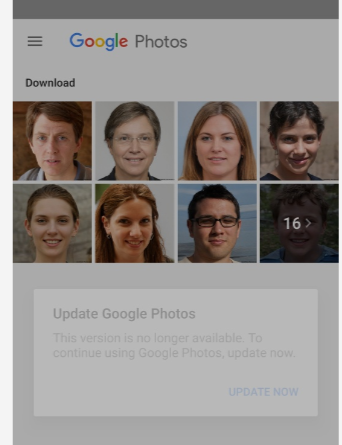 Google Photos
Download
16 >
Update Google Photos
This version is no longer available. To
continue using Google Photos, update now.
UPDATE NOW